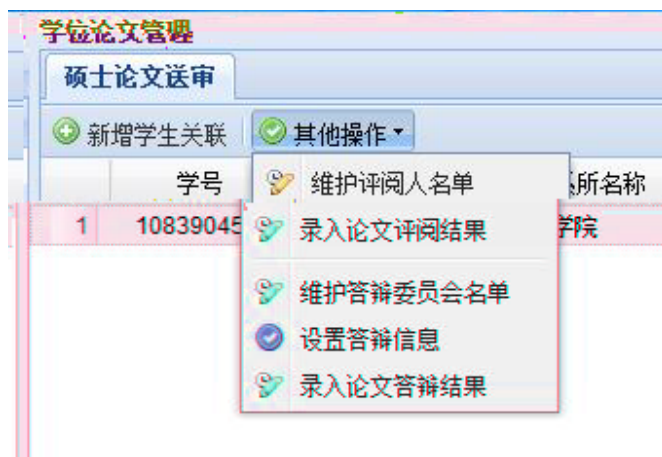 学位论文管理
硕士论文送审
新增学生关联 其他操作
学号 所名称
1 10839045 学院
维护评阅人名单
录入论文评阅结果
维护答辩委员会名单
设置答辩信息
录入论文答辩结果